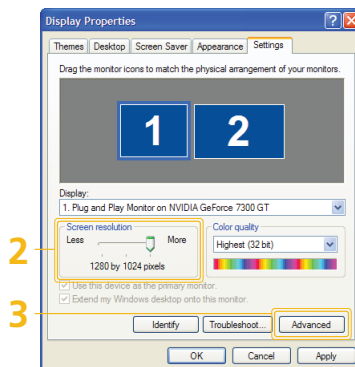 Display Properties
Themes Desktop Screen Saver Appearance Settings
Drag the monitor icons to match the physical arrangement of your monitors.
1 2
Display:
1. Plug and Play Monitor on NVIDIA GeForce 7300 GT
Screen resolution
Less More
1280 by 1024 pixels
Color quality
Highest (32 bit)
2
Use this device as the primary monitor.
Extend my Windows desktop onto this monitor.
3
Identify Troubleshoot... Advanced
OK Cancel Apply